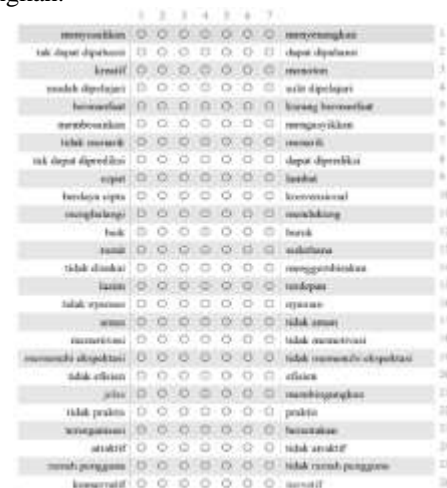 ngkan.
1 2 3 4 5 6 7
menyusahkan menyenangkan 1
tak dapat dipahami dapat dipahami 2
kreatif monoton 3
mudah dipelajari sulit dipelajari 4
bermanfaat kurang bermanfaat 5
membosankan mengasyikkan 6
tidak menarik menarik 7
tak dapat diprediksi dapat diprediksi 8
cepat lambat 9
berdaya cipta konvensional 10
menghalangi mendukung 11
baik buruk 12
rumit sederhana 13
tidak disukai menggembirakan 14
lazim terdepan 15
tidak nyaman nyaman 16
aman tidak aman 17
memotivasi tidak memotivasi 18
memenuhi ekspektasi tidak memenuhi ekspektasi 19
tidak efisien efisien 20
jelas membingungkan 21
tidak praktis praktis 22
terorganisasi berantakan 23
atraktif tidak atraktif 24
ramah pengguna tidak ramah pengguna 25
konservatif inovatif 26